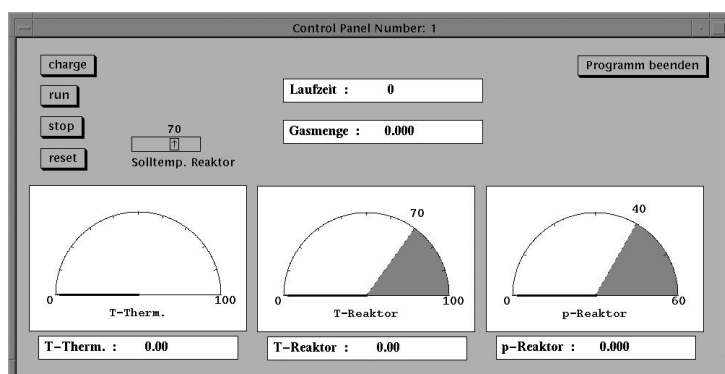 Control Panel Number: 1
charge
Programm beenden
run
Laufzeit : 0
stop
70
Gasmenge : 0.000
reset
Solltemp. Reaktor
0
100
T-Therm.
70
0
100
T-Reaktor
40
0
60
p-Reaktor
T-Therm. : 0.00
T-Reaktor : 0.00
p-Reaktor : 0.000